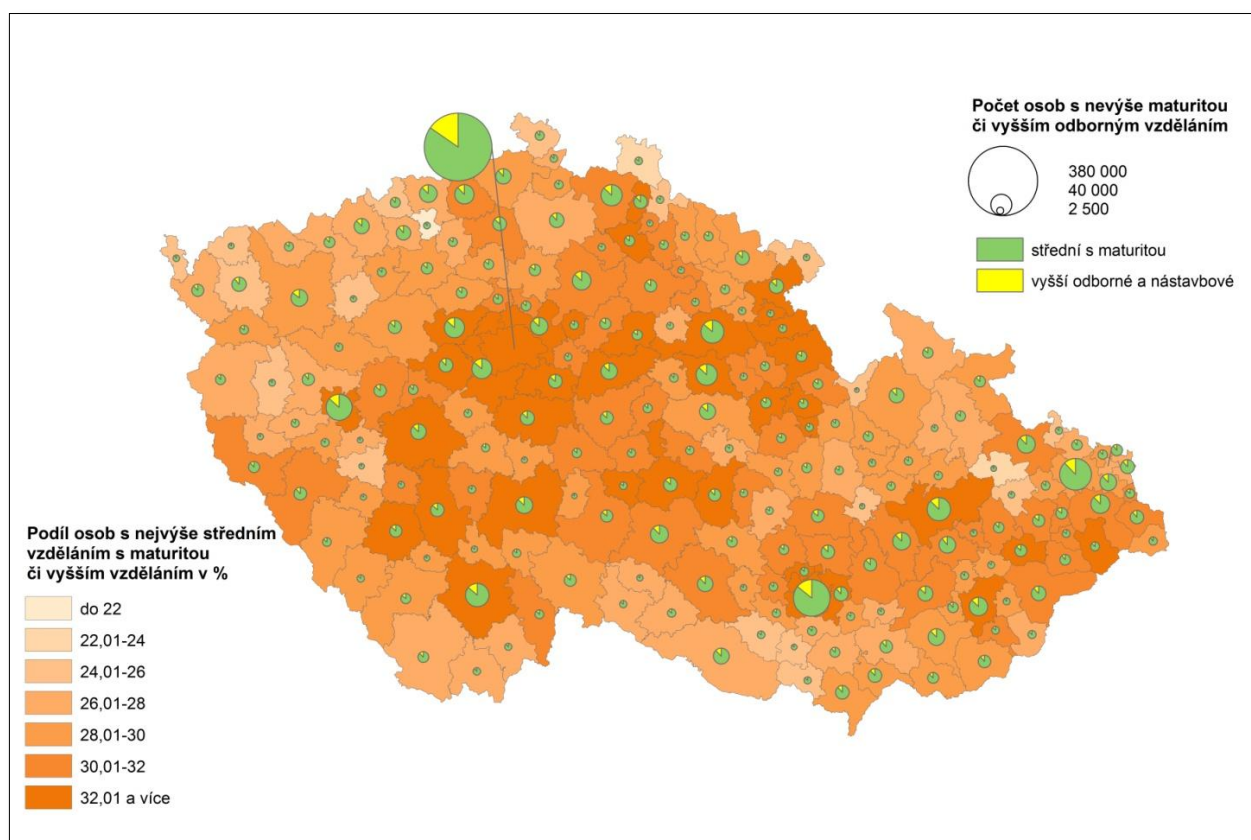 Počet osob s nevýše maturitou
či vyšším odborným vzděláním
380 000
40 000
2 500
střední s maturitou
vyšší odborné a nástavbové
Podíl osob s nejvýše středním
vzděláním s maturitou
či vyšším vzděláním v %
do 22
22,01-24
24,01-26
26,01-28
28,01-30
30,01-32
32,01 a více